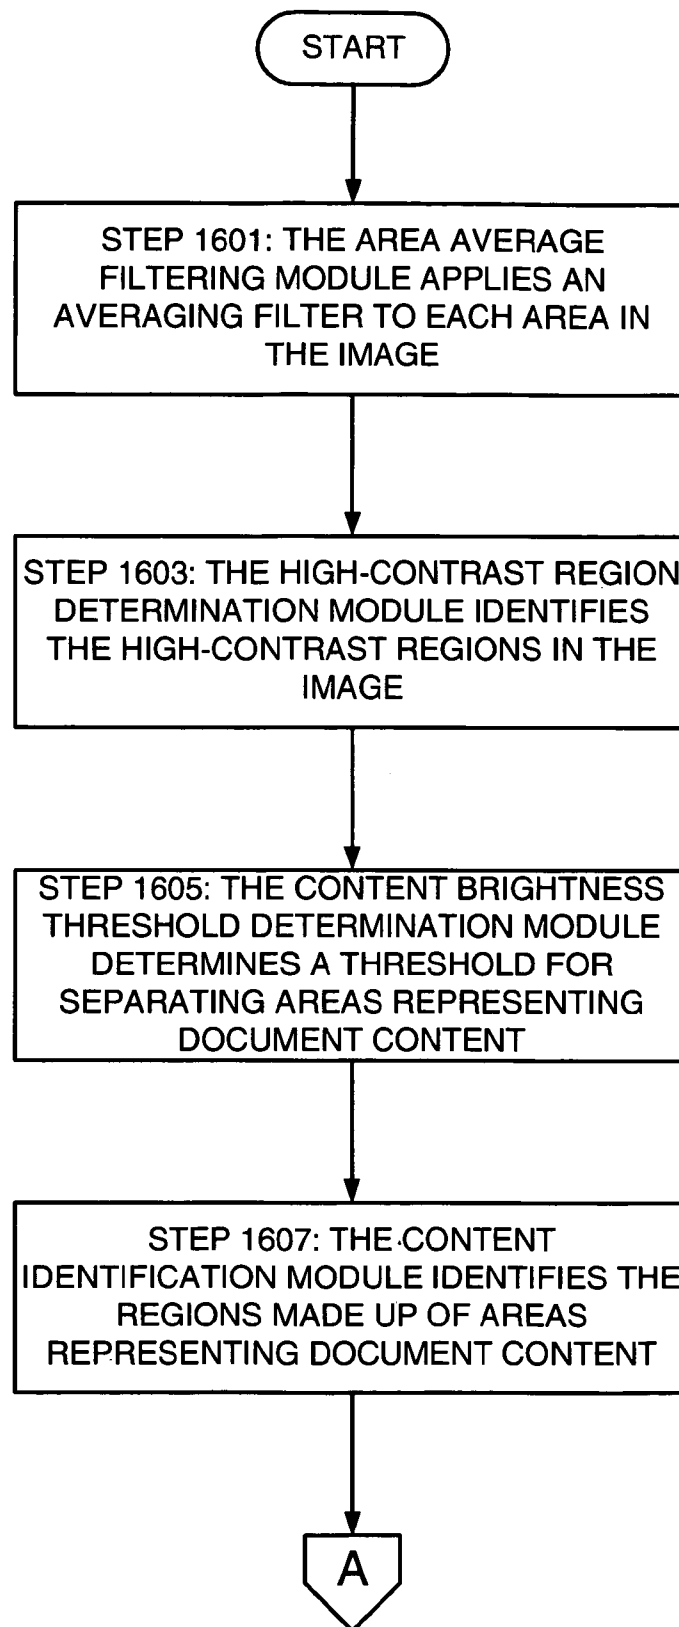 START
STEP 1601: THE AREA AVERAGE
FILTERING MODULE APPLIES AN
AVERAGING FILTER TO EACH AREA IN
THE IMAGE
STEP 1603: THE HIGH-CONTRAST REGION
DETERMINATION MODULE IDENTIFIES
THE HIGH-CONTRAST REGIONS IN THE
IMAGE
STEP 1605: THE CONTENT BRIGHTNESS
THRESHOLD DETERMINATION MODULE
DETERMINES A THRESHOLD FOR
SEPARATING AREAS REPRESENTING
DOCUMENT CONTENT
STEP 1607: THE CONTENT
IDENTIFICATION MODULE IDENTIFIES THE
REGIONS MADE UP OF AREAS
REPRESENTING DOCUMENT CONTENT
A